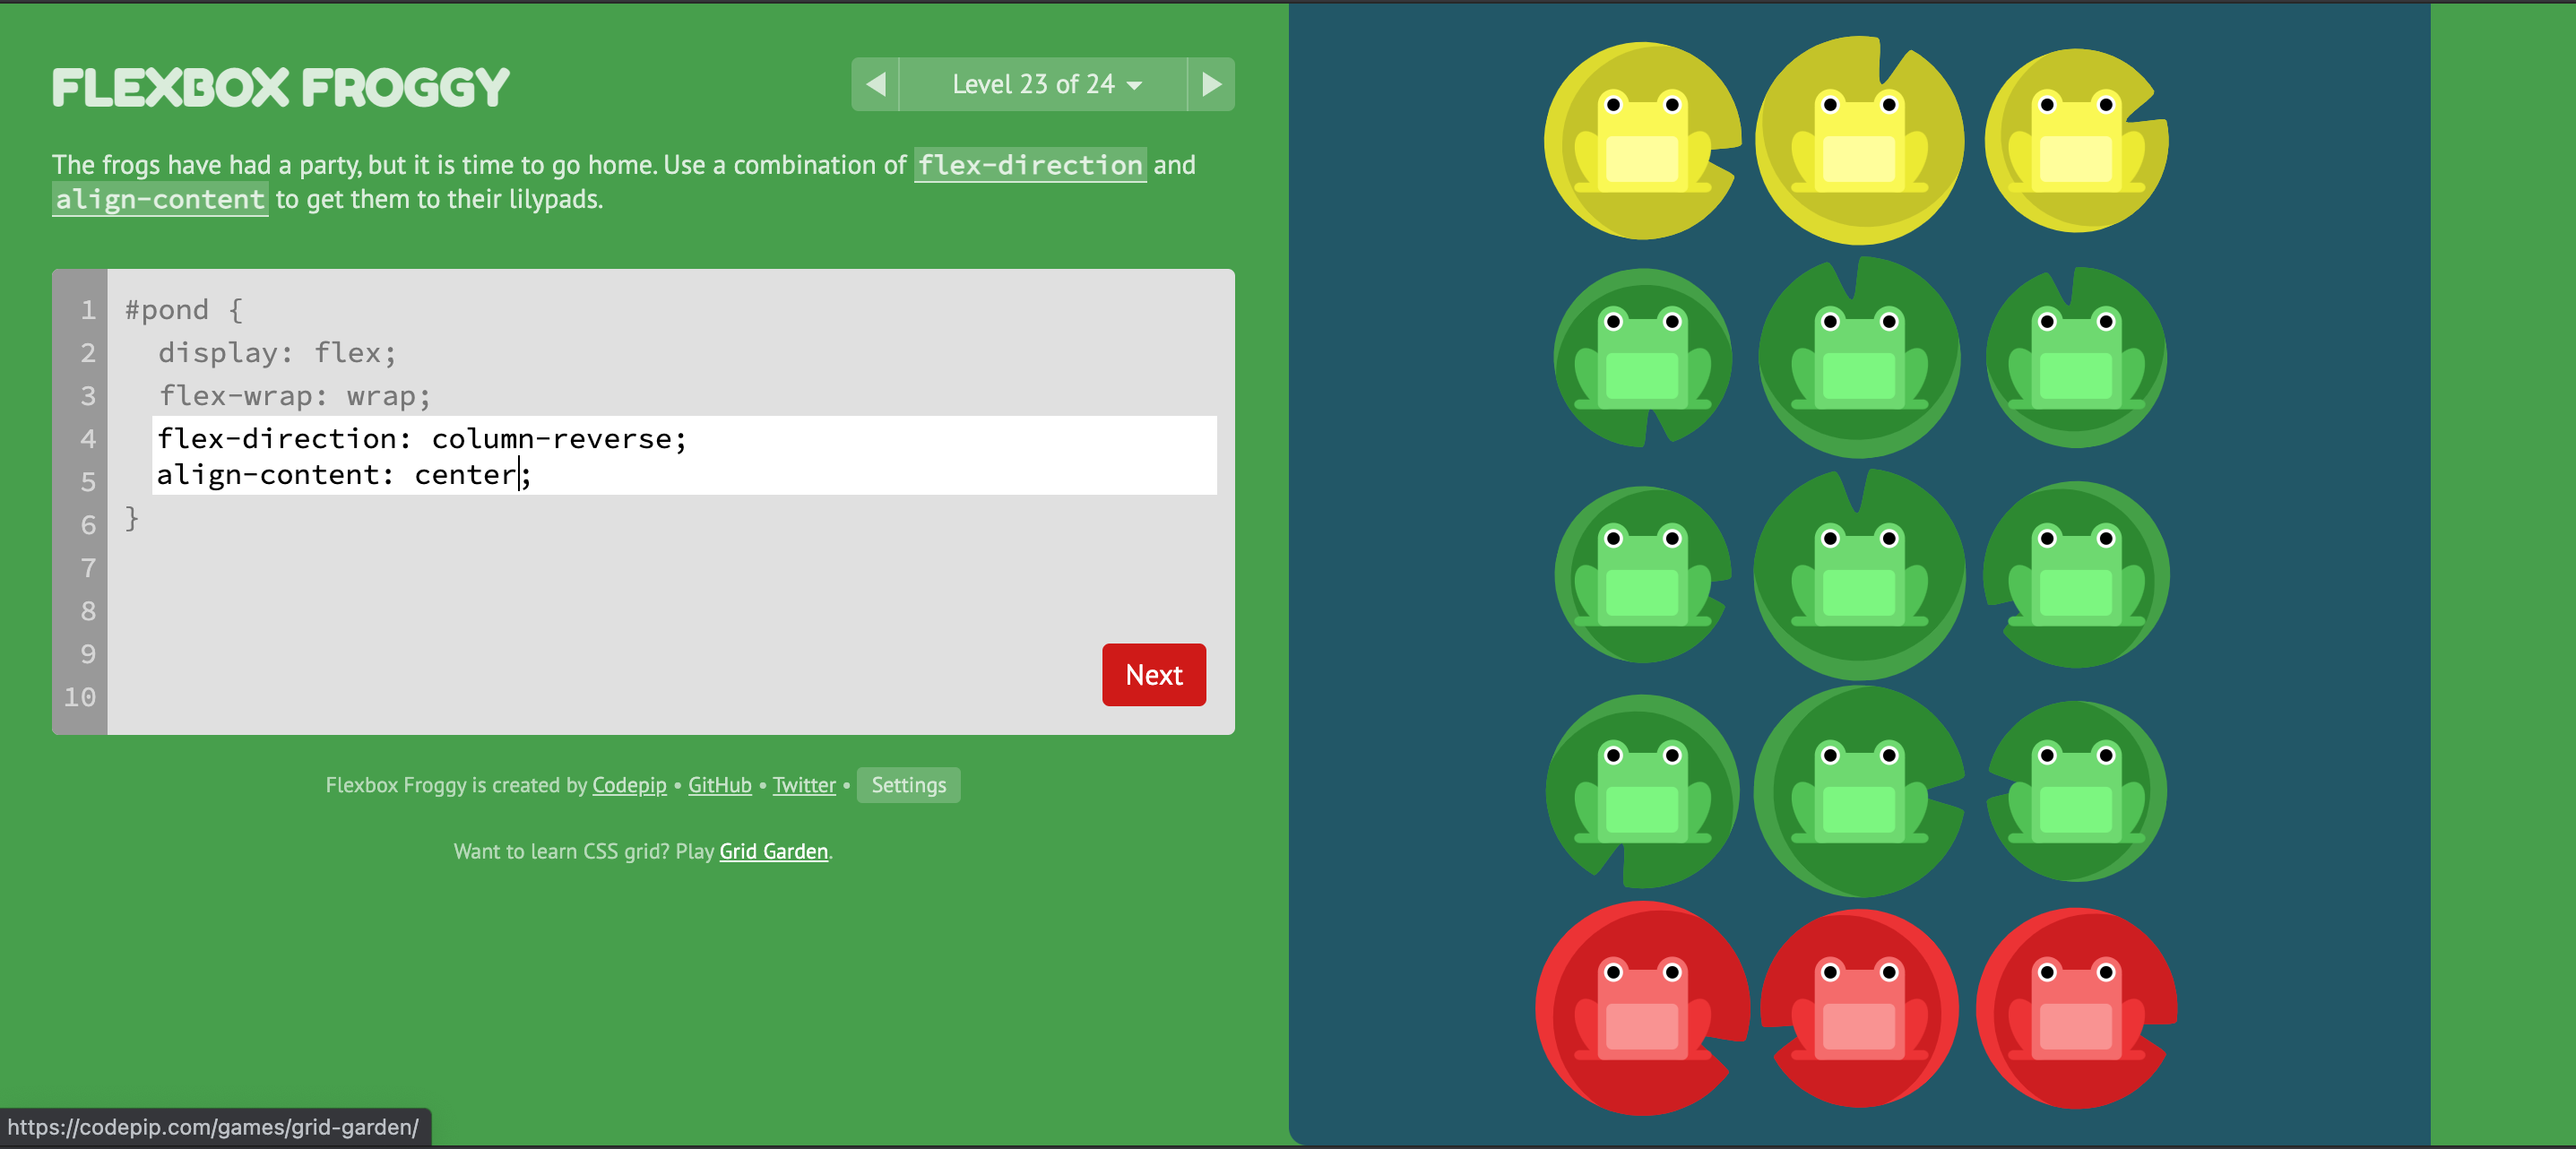 FLEXBOX FROGGY
Level 23 of 24
The frogs have had a party, but it is time to go home. Use a combination of flex-direction and
align-content to get them to their lilypads.
1 #pond {
2 display: flex;
3 flex-wrap: wrap;
4 flex-direction: column-reverse;
5 align-content: center;
6 }
7
8
9
10
Next
Flexbox Froggy is created by Codepip • GitHub • Twitter • Settings
Want to learn CSS grid? Play Grid Garden.
https://codepip.com/games/grid-garden/